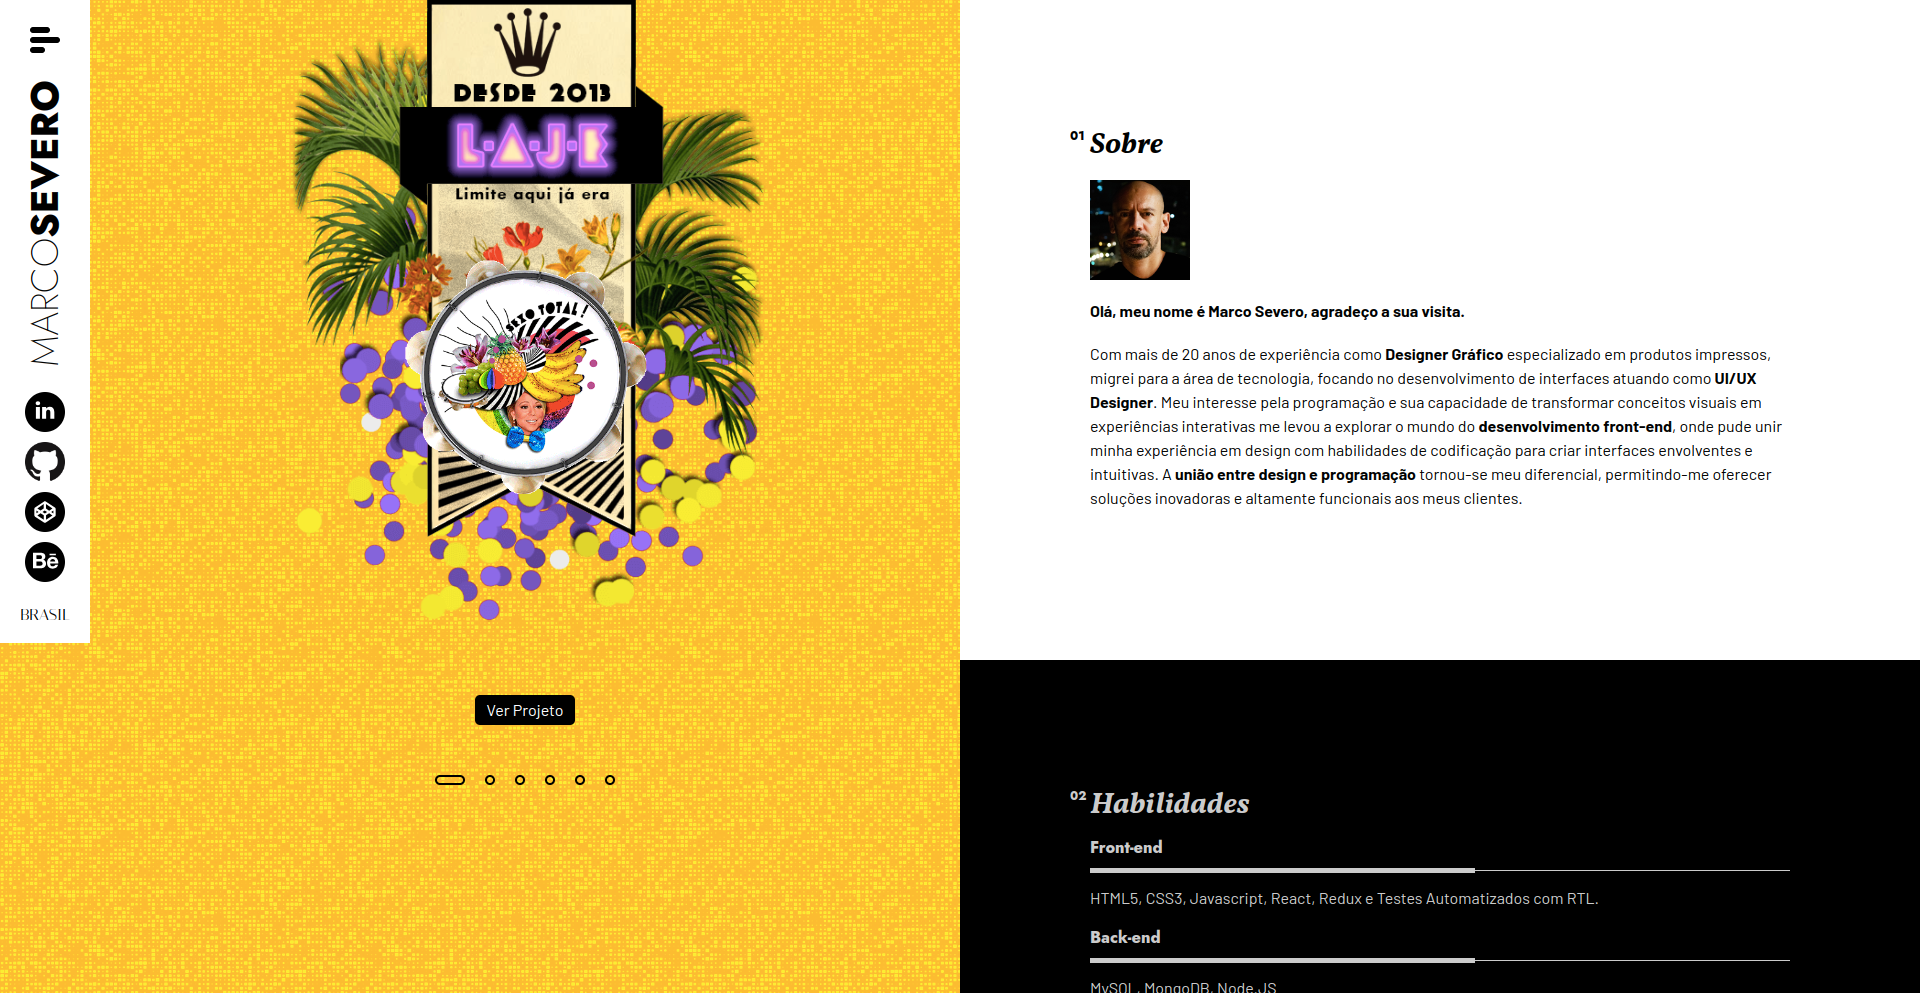 MARCOSEVERO
in
Bē
BRASIL
DESDE 2013
L·A·J·E
Limite aqui já era
SEXO TOTAL!
Ver Projeto
01 Sobre
Olá, meu nome é Marco Severo, agradeço a sua visita.
Com mais de 20 anos de experiência como Designer Gráfico especializado em produtos impressos,
migrei para a área de tecnologia, focando no desenvolvimento de interfaces atuando como UI/UX
Designer. Meu interesse pela programação e sua capacidade de transformar conceitos visuais em
experiências interativas me levou a explorar o mundo do desenvolvimento front-end, onde pude unir
minha experiência em design com habilidades de codificação para criar interfaces envolventes e
intuitivas. A união entre design e programação tornou-se meu diferencial, permitindo-me oferecer
soluções inovadoras e altamente funcionais aos meus clientes.
02 Habilidades
Front-end
HTML5, CSS3, Javascript, React, Redux e Testes Automatizados com RTL.
Back-end
MySQL, MongoDB, Node.JS